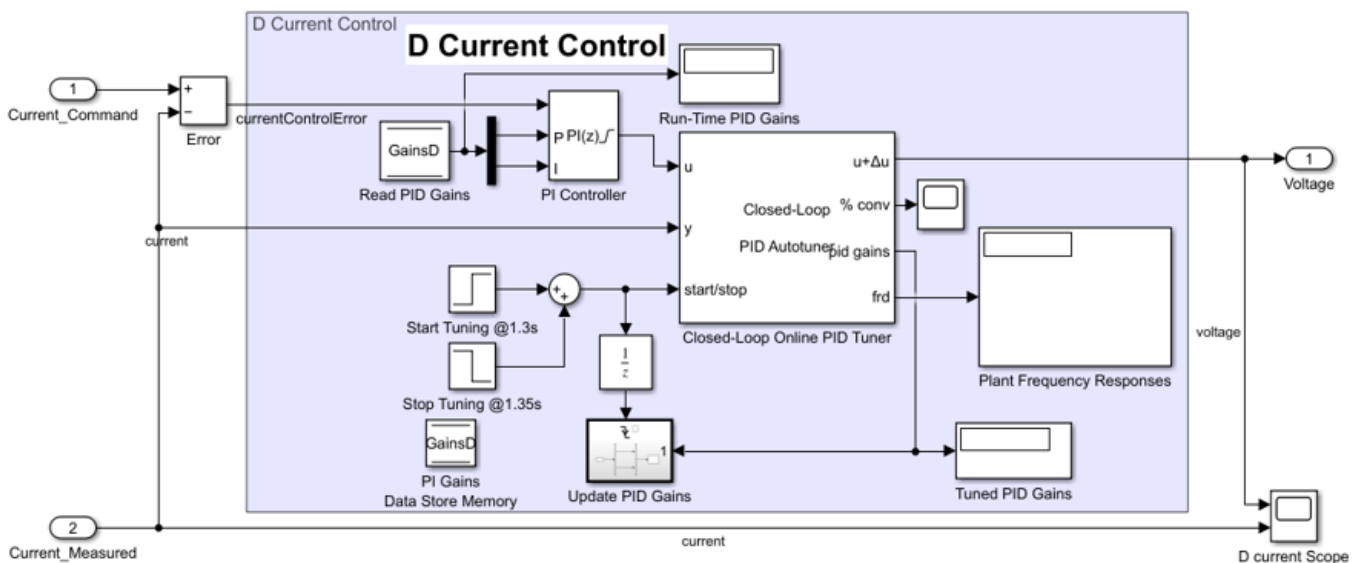 D Current Control
D Current Control
1
Current_Command
+
−
Error
currentControlError
GainsD
Read PID Gains
P
I
PI(z)
PI Controller
Run-Time PID Gains
u
y
start/stop
Closed-Loop
PID Autotuner
u+Δu
% conv
pid gains
frd
Closed-Loop Online PID Tuner
1
Voltage
current
Start Tuning @1.3s
+
+
Stop Tuning @1.35s
1
z
GainsD
PI Gains
Data Store Memory
1
Update PID Gains
Plant Frequency Responses
Tuned PID Gains
voltage
2
Current_Measured
current
D current Scope